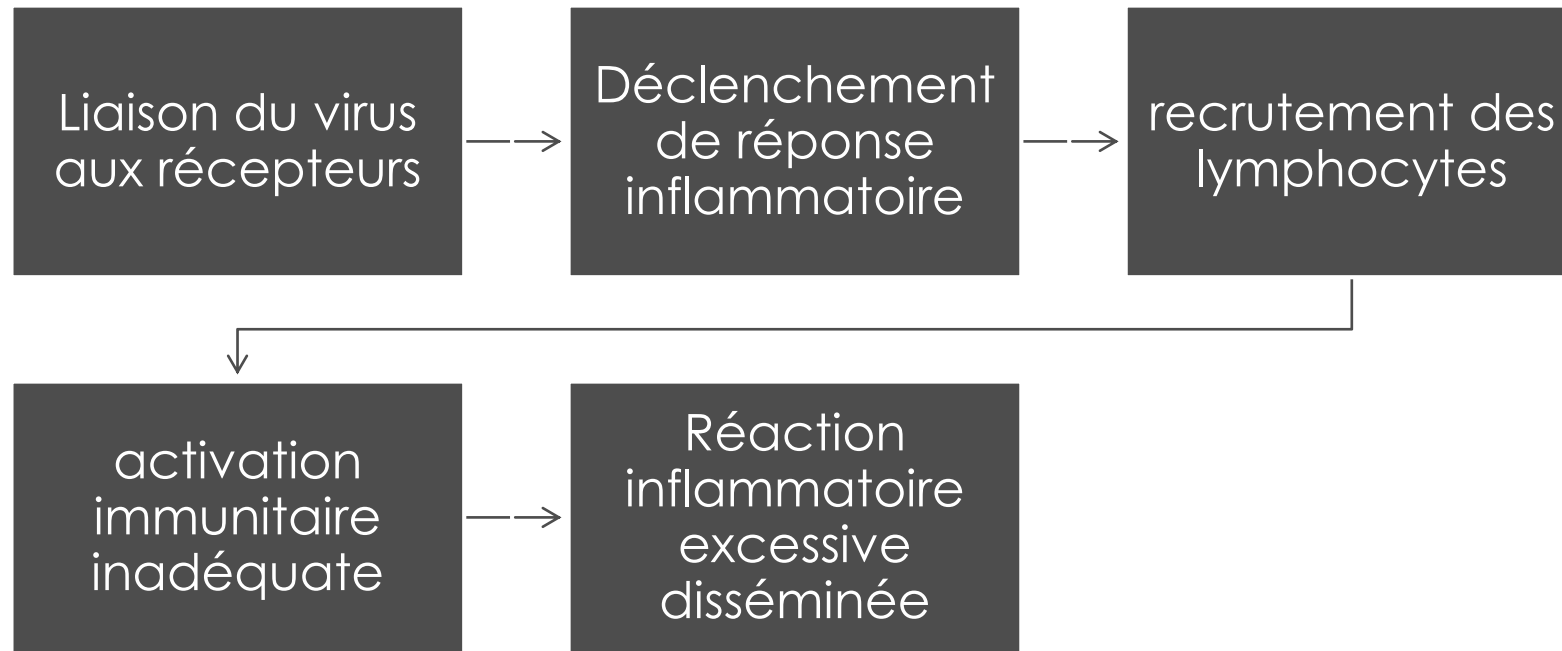 Liaison du virus
aux récepteurs
Déclenchement
de réponse
inflammatoire
recrutement des
lymphocytes
activation
immunitaire
inadéquate
Réaction
inflammatoire
excessive
disséminée